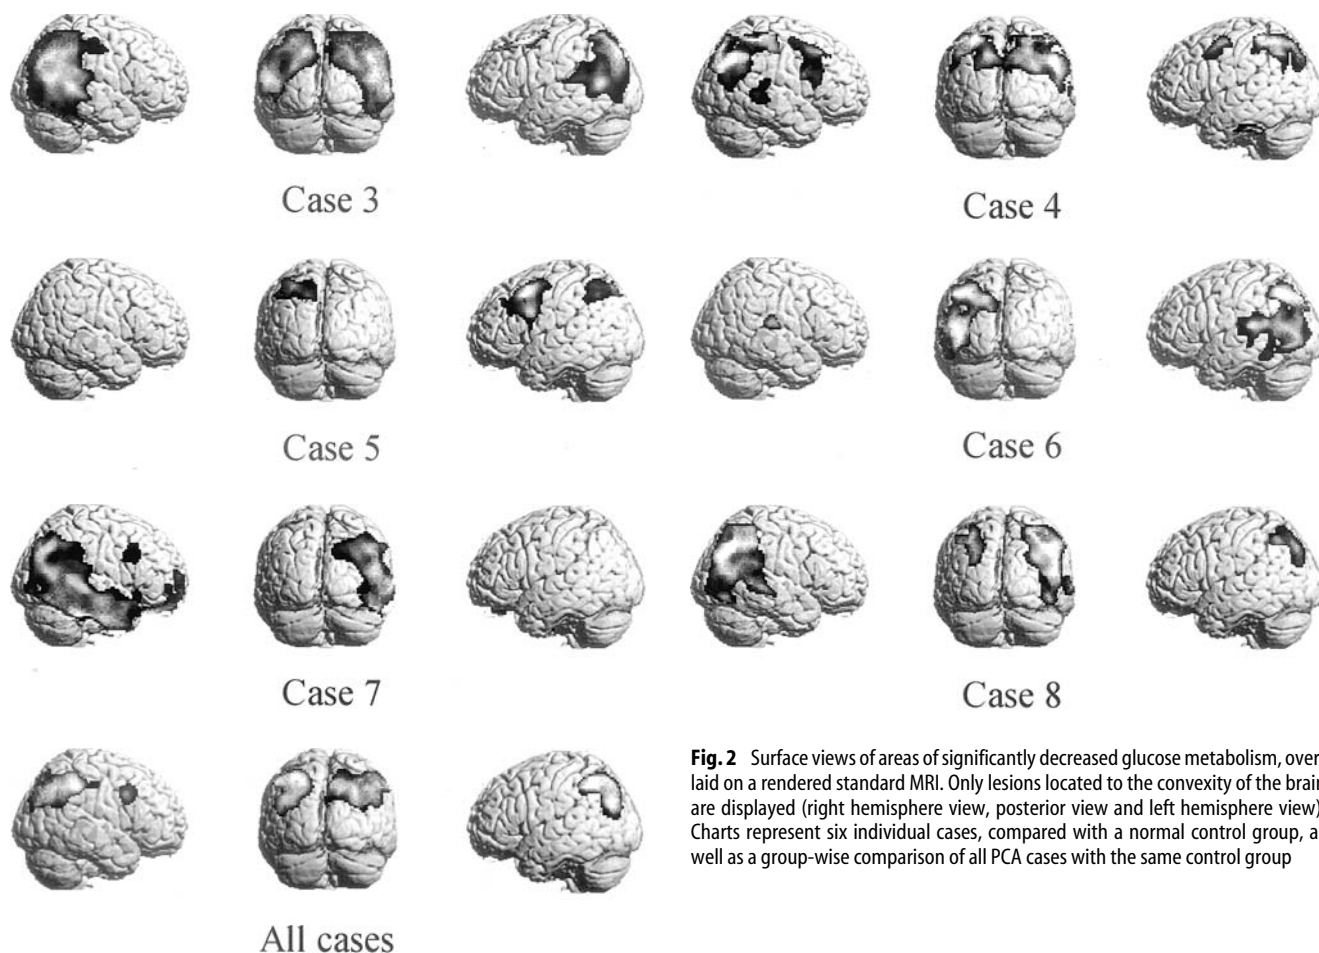 Case 3
Case 4
Case 5
Case 6
Case 7
Case 8
All cases
Fig. 2 Surface views of areas of significantly decreased glucose metabolism, over
laid on a rendered standard MRI. Only lesions located to the convexity of the brain
are displayed (right hemisphere view, posterior view and left hemisphere view)
Charts represent six individual cases, compared with a normal control group, a
well as a group-wise comparison of all PCA cases with the same control group